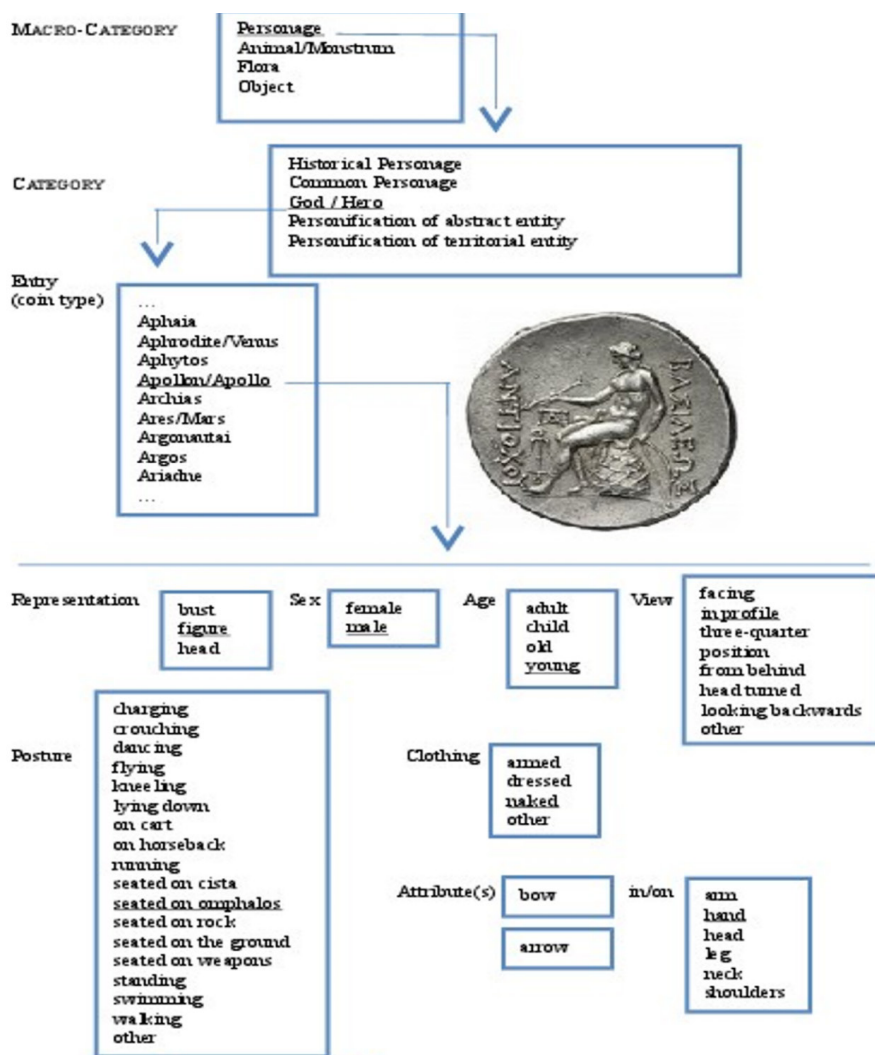 MACRO-CATEGORY
Personage
Animal/Monstrum
Flora
Object
CATEGORY
Historical Personage
Common Personage
God / Hero
Personification of abstract entity
Personification of territorial entity
Entry
(coin type)
...
Aphaia
Aphrodite/Venus
Aphytos
Apollon/Apollo
Archias
Ares/Mars
Argonautai
Argos
Ariadne
...
ΒΑΣΙΛΕΩΣ
ΑΝΤΙΟΧΟΥ
Representation
bust
figure
head
Sex
female
male
Age
adult
child
old
young
View
facing
in profile
three-quarter
position
from behind
head turned
looking backwards
other
Posture
charging
crouching
dancing
flying
kneeling
lying down
on cart
on horseback
running
seated on cista
seated on omphalos
seated on rock
seated on the ground
seated on weapons
standing
swimming
walking
other
Clothing
armed
dressed
naked
other
Attribute(s)
bow
arrow
in/on
arm
hand
head
leg
neck
shoulders